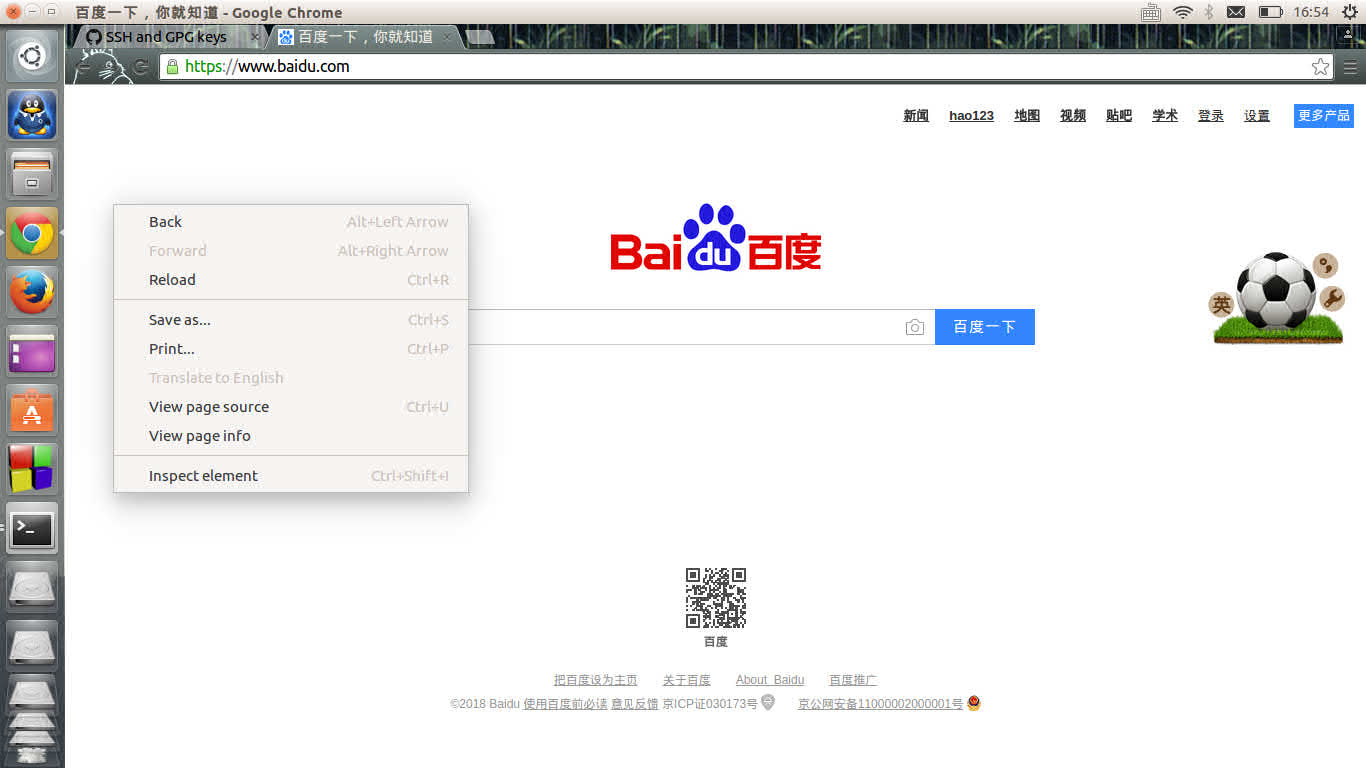 百度一下，你就知道 - Google Chrome
16:54
SSH and GPG keys
百度一下，你就知道
https://www.baidu.com
新闻 hao123 地图 视频 贴吧 学术 登录 设置 更多产品
Bai du 百度
Back Alt+Left Arrow
Forward Alt+Right Arrow
Reload Ctrl+R
Save as... Ctrl+S
Print... Ctrl+P
Translate to English
View page source Ctrl+U
View page info
Inspect element Ctrl+Shift+I
百度一下
英
百度
把百度设为主页 关于百度 About Baidu 百度推广
©2018 Baidu 使用百度前必读 意见反馈 京ICP证030173号 京公网安备11000002000001号